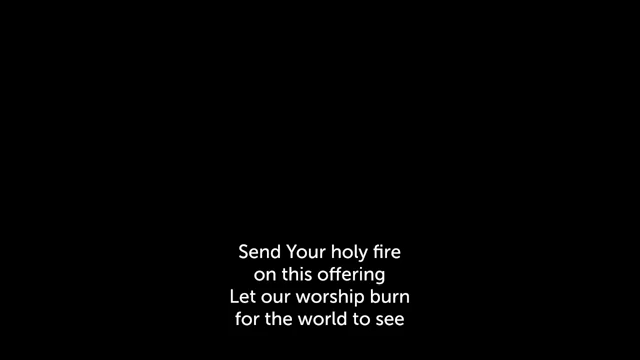 Send Your holy fire
on this offering
Let our worship burn
for the world to see